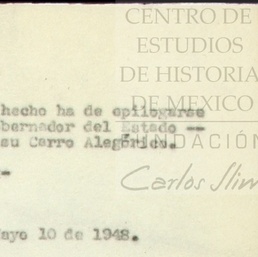 CENTRO DE
ESTUDIOS
DE HISTORIA
DE MEXICO
FUNDACIÓN
Carlos Slim
hecho ha de epilogarse
bernador del Estado --
su Carro Alegórico.
-
ayo 10 de 1948.